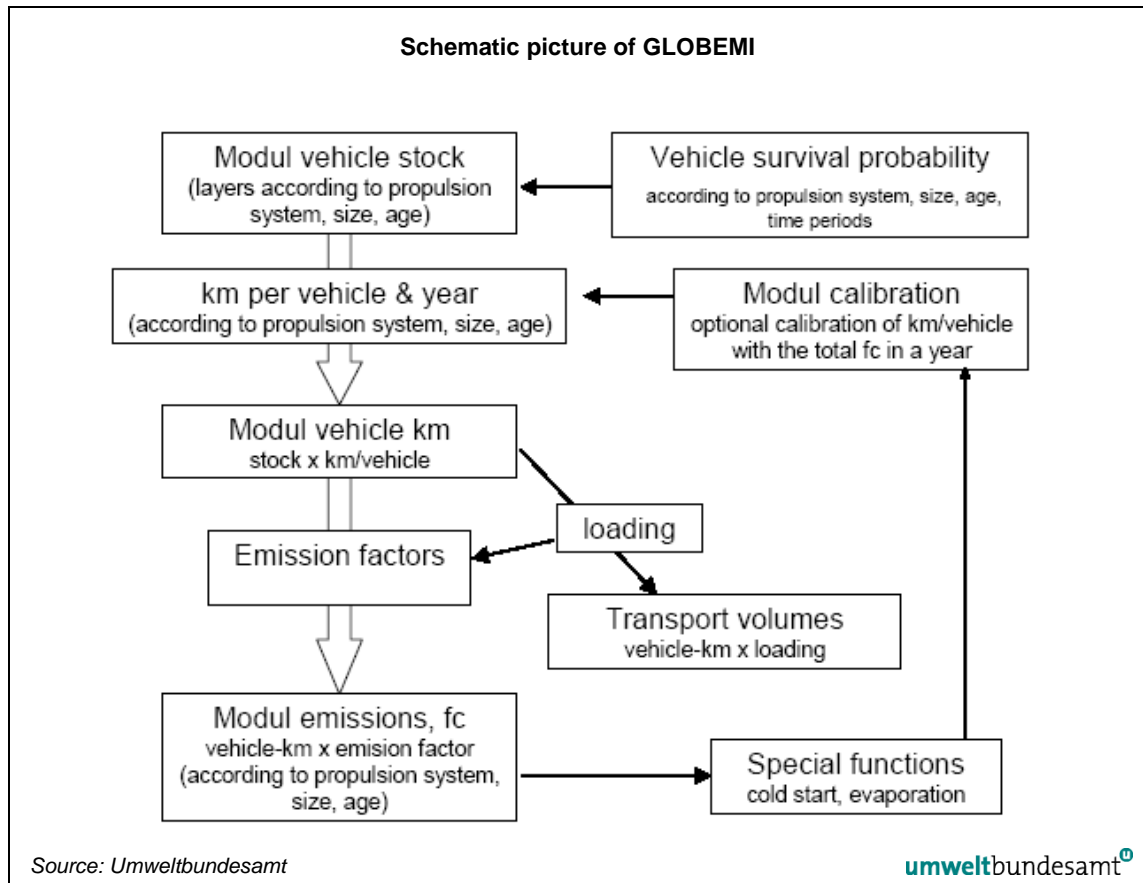 Schematic picture of GLOBEMI
Modul vehicle stock
(layers according to propulsion
system, size, age)
Vehicle survival probability
according to propulsion system, size, age,
time periods
km per vehicle & year
(according to propulsion system, size, age)
Modul calibration
optional calibration of km/vehicle
with the total fc in a year
Modul vehicle km
stock x km/vehicle
loading
Emission factors
Transport volumes
vehicle-km x loading
Modul emissions, fc
vehicle-km x emision factor
(according to propulsion system,
size, age)
Special functions
cold start, evaporation
Source: Umweltbundesamt
umweltbundesamt u